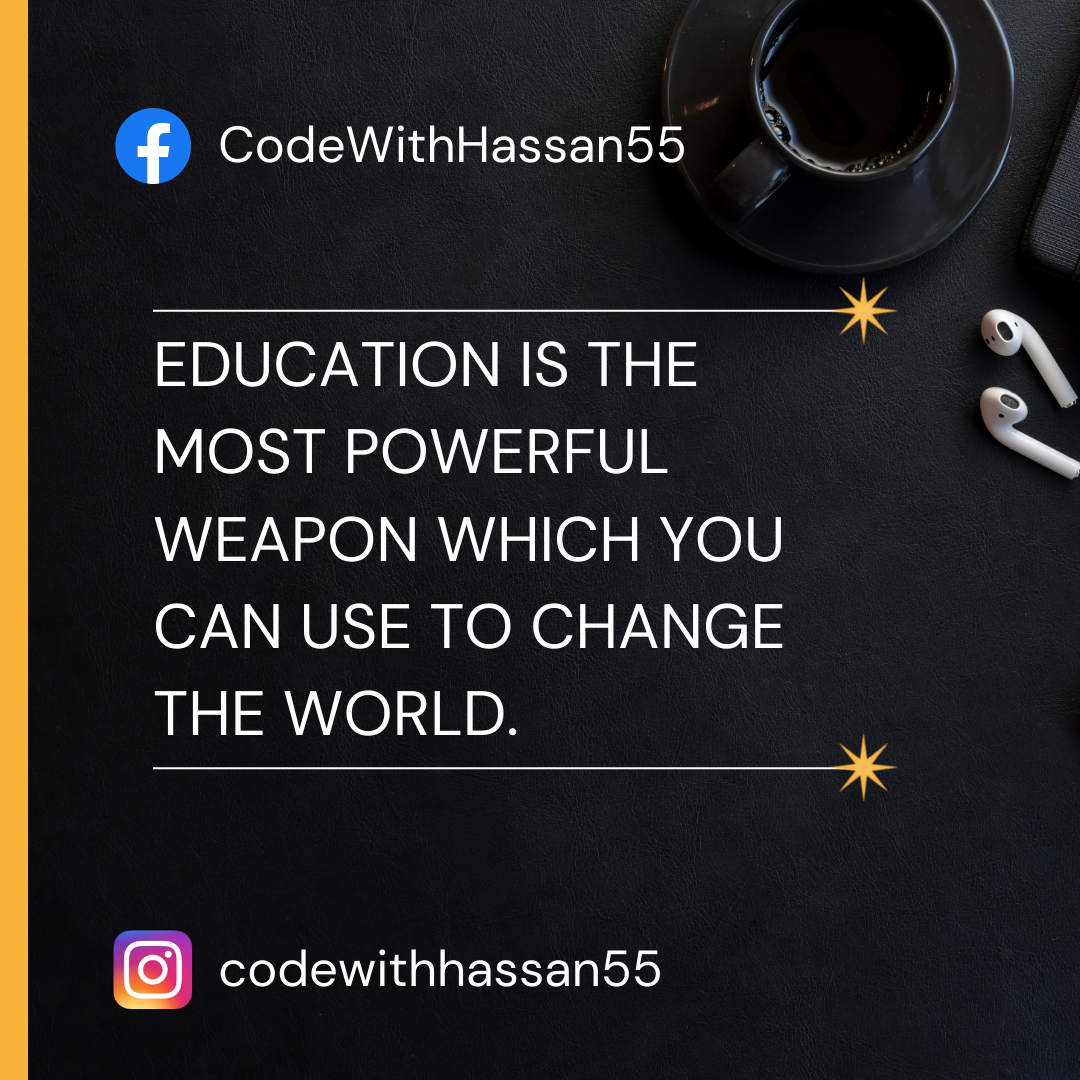 CodeWithHassan55
EDUCATION IS THE
MOST POWERFUL
WEAPON WHICH YOU
CAN USE TO CHANGE
THE WORLD.
codewithhassan55